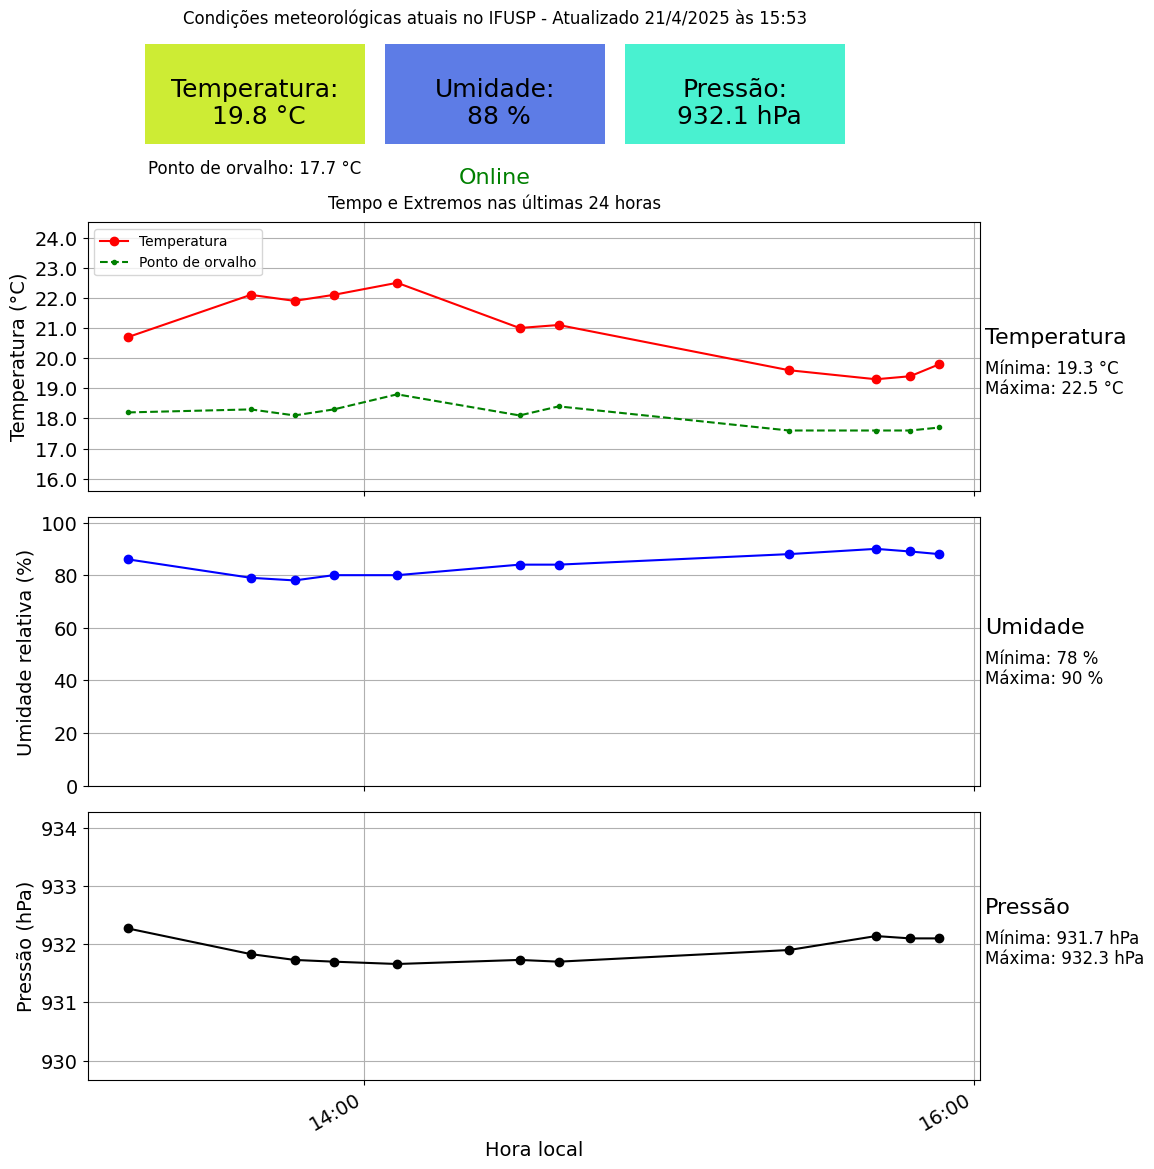 Condições meteorológicas atuais no IFUSP - Atualizado 21/4/2025 às 15:53
Temperatura:
19.8 °C
Umidade:
88 %
Pressão:
932.1 hPa
Ponto de orvalho: 17.7 °C
Online
Tempo e Extremos nas últimas 24 horas
Temperatura (°C)
24.0
23.0
22.0
21.0
20.0
19.0
18.0
17.0
16.0
Temperatura
Ponto de orvalho
Temperatura
Mínima: 19.3 °C
Máxima: 22.5 °C
Umidade relativa (%)
100
80
60
40
20
0
Umidade
Mínima: 78 %
Máxima: 90 %
Pressão (hPa)
934
933
932
931
930
Pressão
Mínima: 931.7 hPa
Máxima: 932.3 hPa
14:00
16:00
Hora local